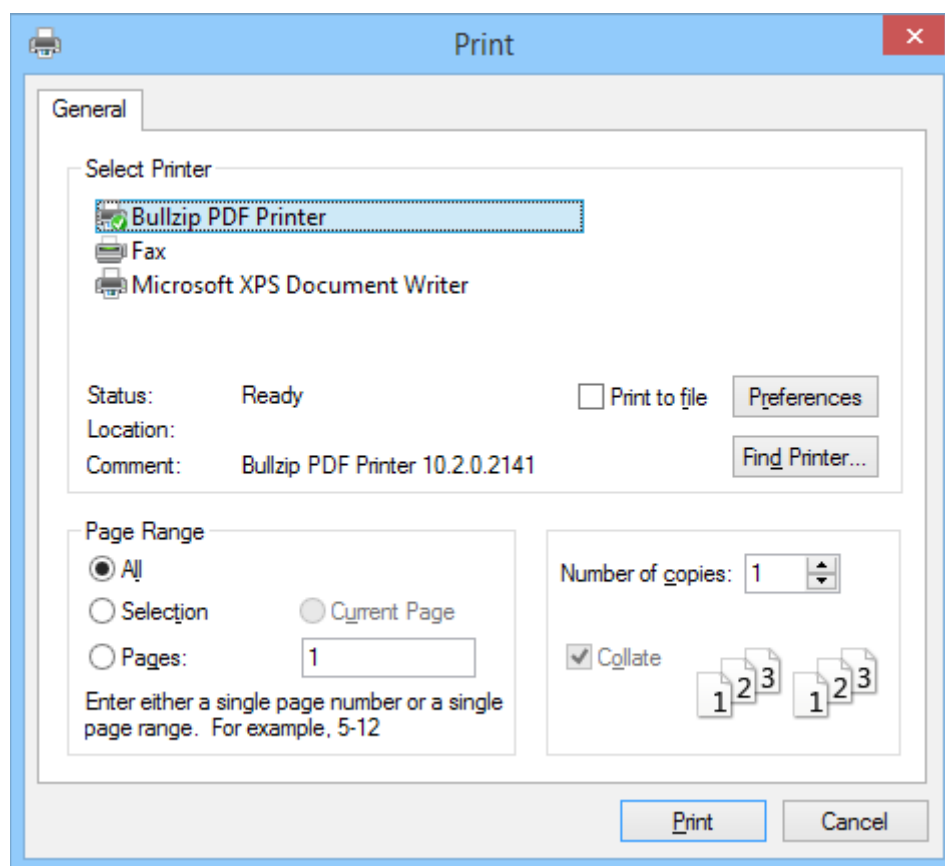 Print
General
Select Printer
Bullzip PDF Printer
Fax
Microsoft XPS Document Writer
Status: Ready Print to file Preferences
Location:
Comment: Bullzip PDF Printer 10.2.0.2141 Find Printer...
Page Range
All
Number of copies: 1
Selection Current Page
Pages: 1
Collate 1 2 3 1 2 3
Enter either a single page number or a single
page range. For example, 5-12
Print Cancel